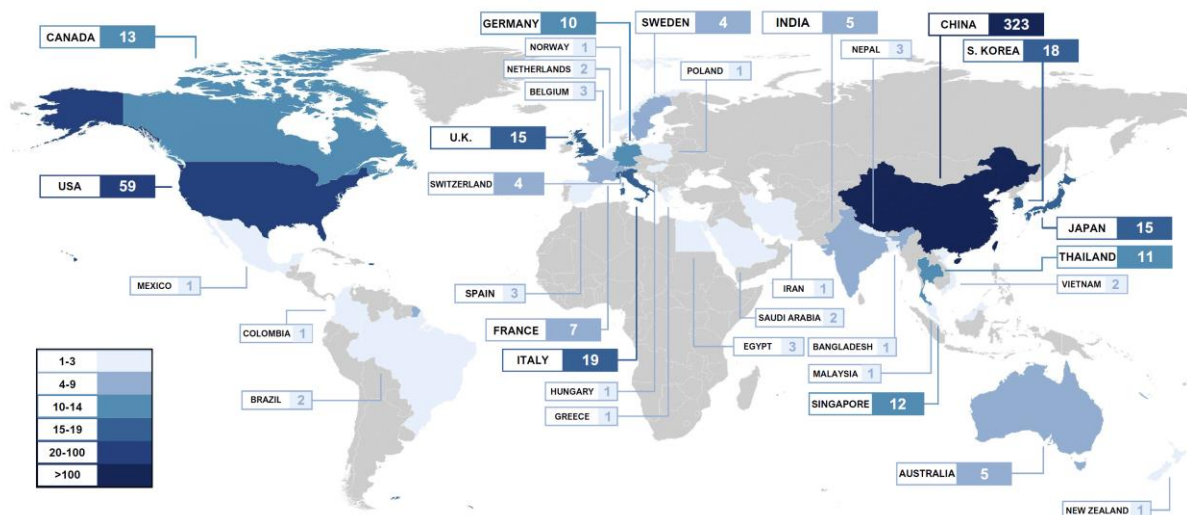 CANADA 13
GERMANY 10
SWEDEN 4
INDIA 5
CHINA 323
NORWAY 1
NEPAL 3
S. KOREA 18
NETHERLANDS 2
POLAND 1
BELGIUM 3
U.K. 15
USA 59
SWITZERLAND 4
JAPAN 15
THAILAND 11
MEXICO 1
SPAIN 3
IRAN 1
VIETNAM 2
SAUDI ARABIA 2
COLOMBIA 1
FRANCE 7
EGYPT 3
BANGLADESH 1
ITALY 19
MALAYSIA 1
HUNGARY 1
BRAZIL 2
GREECE 1
SINGAPORE 12
1-3
4-9
10-14
15-19
20-100
>100
AUSTRALIA 5
NEW ZEALAND 1